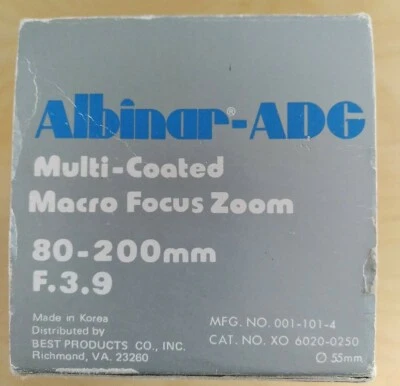 Albinar®-ADG
Multi-Coated
Macro Focus Zoom
80-200mm
F.3.9
Made in Korea
Distributed by
BEST PRODUCTS CO., INC.
Richmond, VA. 23260
MFG. NO. 001-101-4
CAT. NO. XO 6020-0250
∅ 55mm